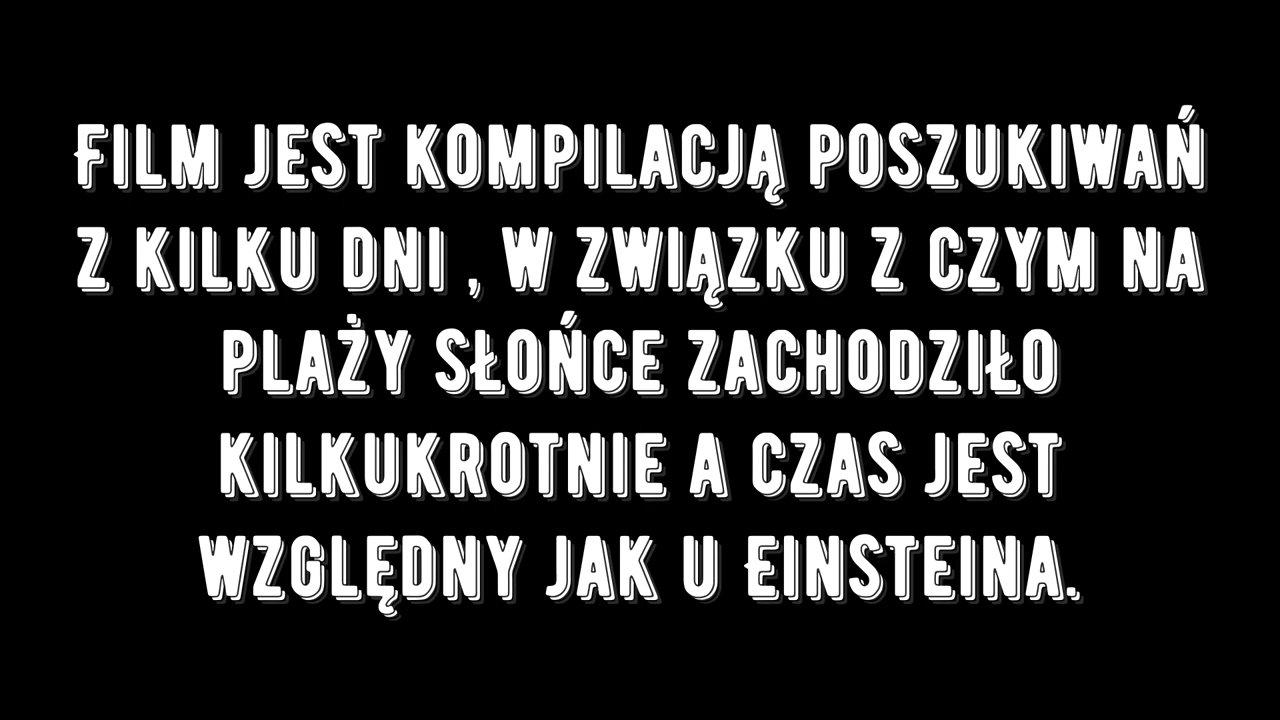 FILM JEST KOMPILACJĄ POSZUKIWAŃ
Z KILKU DNI , W ZWIĄZKU Z CZYM NA
PLAŻY SŁOŃCE ZACHODZIŁO
KILKUKROTNIE A CZAS JEST
WZGLĘDNY JAK U EINSTEINA.